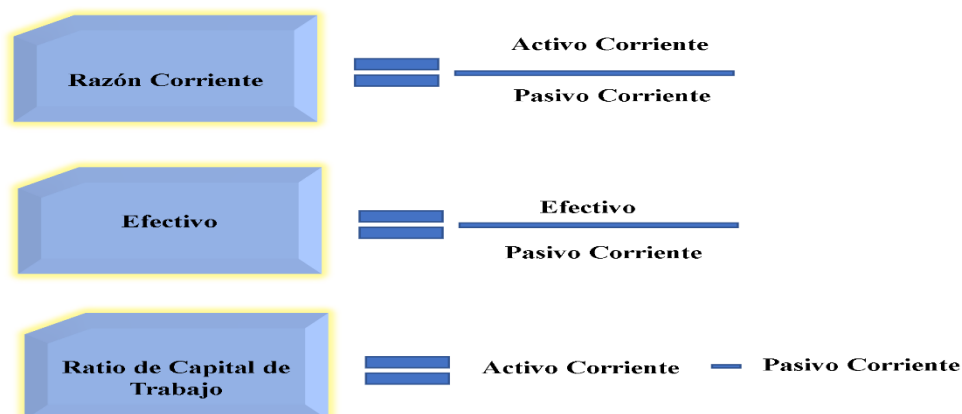 Razón Corriente
Activo Corriente
Pasivo Corriente
Efectivo
Efectivo
Pasivo Corriente
Ratio de Capital de
Trabajo
Activo Corriente
Pasivo Corriente